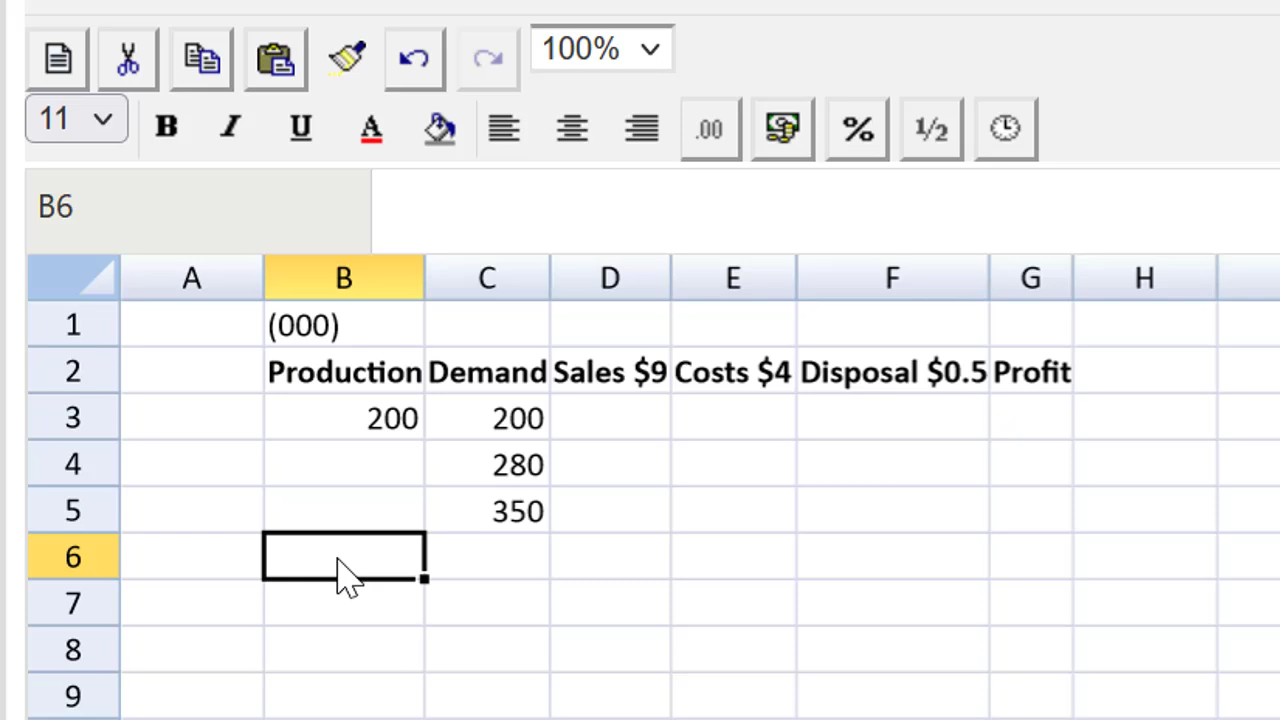 100%
11 B I U A .00 % 1/2
B6
A B C D E F G H
1 (000)
2 Production Demand Sales $9 Costs $4 Disposal $0.5 Profit
3 200 200
4 280
5 350
6
7
8
9